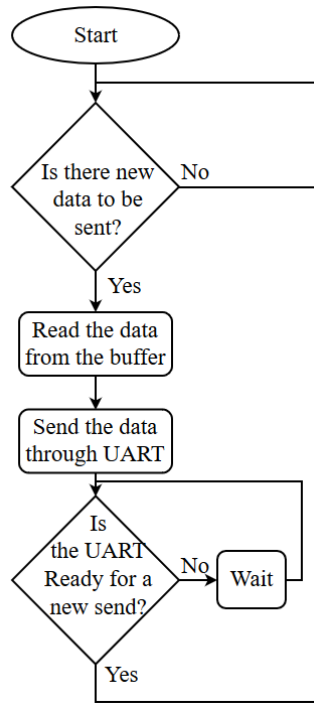 Start
Is there new
data to be
sent?
No
Yes
Read the data
from the buffer
Send the data
through UART
Is
the UART
Ready for a
new send?
No
Wait
Yes